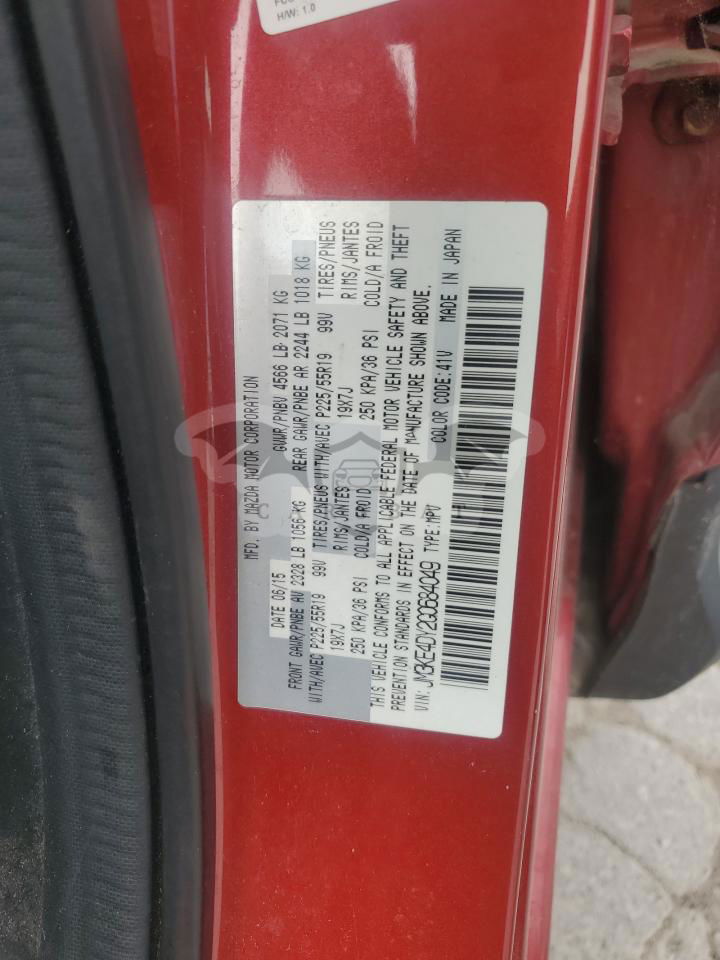 H/W: 1.0
MFD. BY MAZDA MOTOR CORPORATION
DATE 06/15 GVWR/PNBV 4566 LB 2071 KG
FRONT GAWR/PNBE AV 2328 LB 1056 KG REAR GAWR/PNBE AR 2244 LB 1018 KG
WITH/AVEC P225/55R19 99V TIRES/PNEUS WITH/AVEC P225/55R19 99V TIRES/PNEUS
19X7J RIMS/JANTES 19X7J RIMS/JANTES
250 KPA/36 PSI COLD/A FROID 250 KPA/36 PSI COLD/A FROID
THIS VEHICLE CONFORMS TO ALL APPLICABLE FEDERAL MOTOR VEHICLE SAFETY AND THEFT
PREVENTION STANDARDS IN EFFECT ON THE DATE OF MANUFACTURE SHOWN ABOVE.
VIN: JM3KE4DY2G0684049 TYPE: MPV COLOR CODE: 41V MADE IN JAPAN